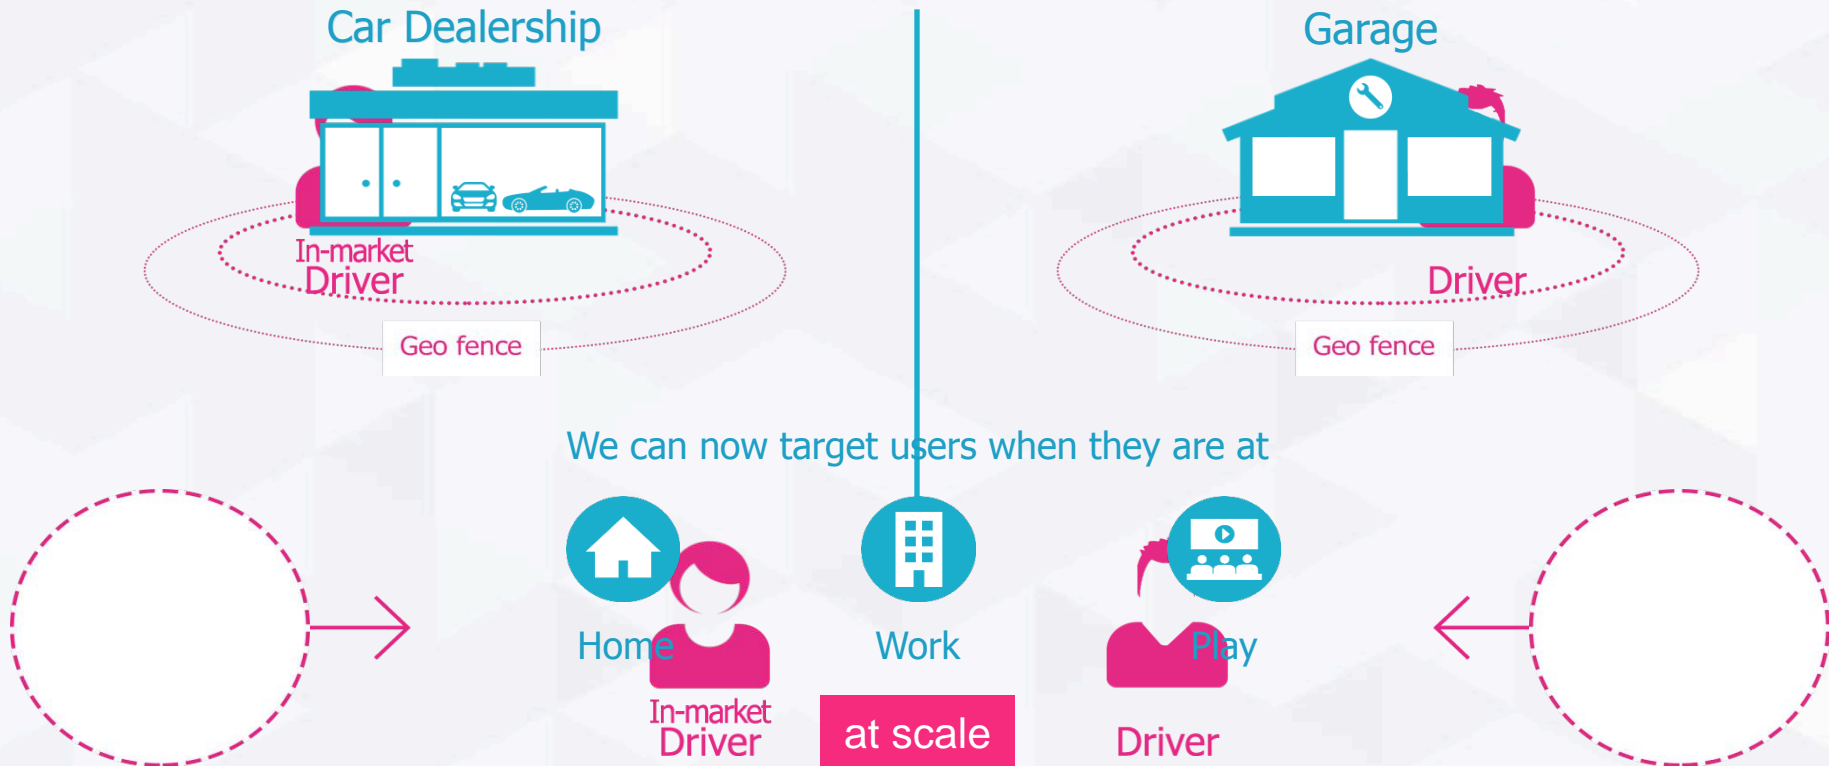 Car Dealership
Garage
In-market
Driver
Driver
Geo fence
Geo fence
We can now target users when they are at
Home
Work
Play
In-market
Driver
at scale
Driver